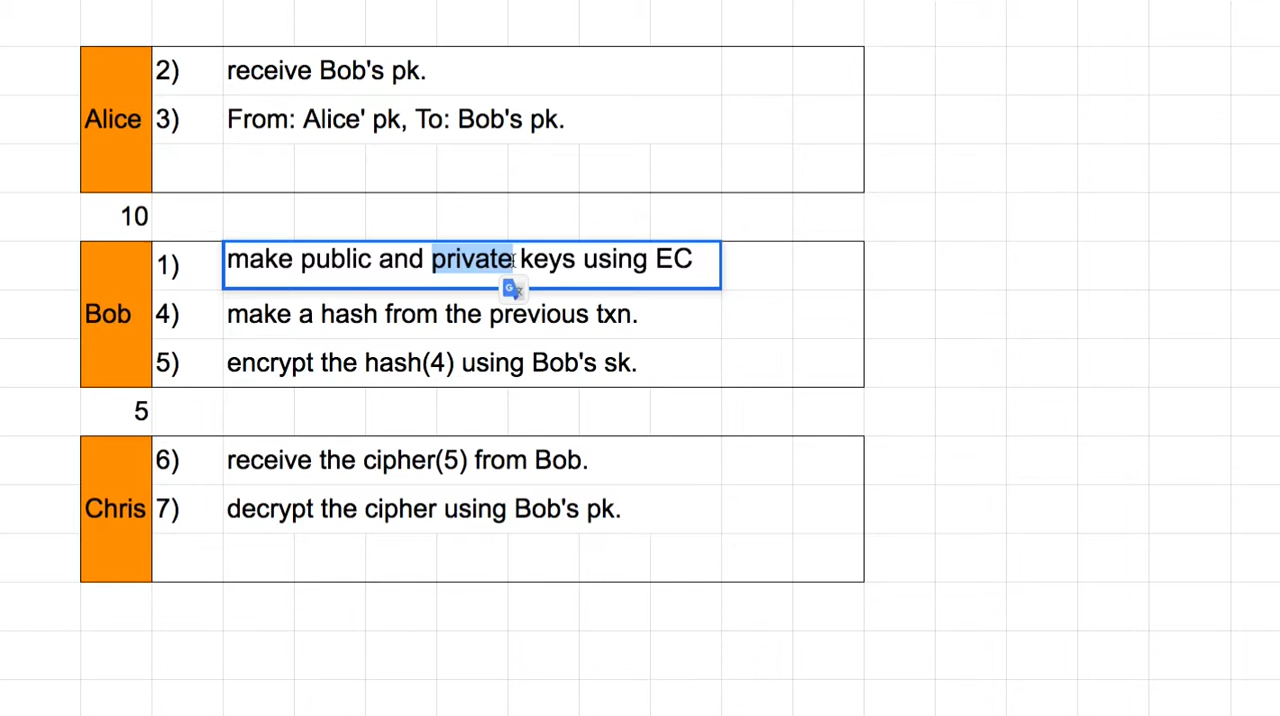 2) receive Bob's pk.
Alice 3) From: Alice' pk, To: Bob's pk.
10
1) make public and private keys using EC
Bob 4) make a hash from the previous txn.
5) encrypt the hash(4) using Bob's sk.
5
6) receive the cipher(5) from Bob.
Chris 7) decrypt the cipher using Bob's pk.